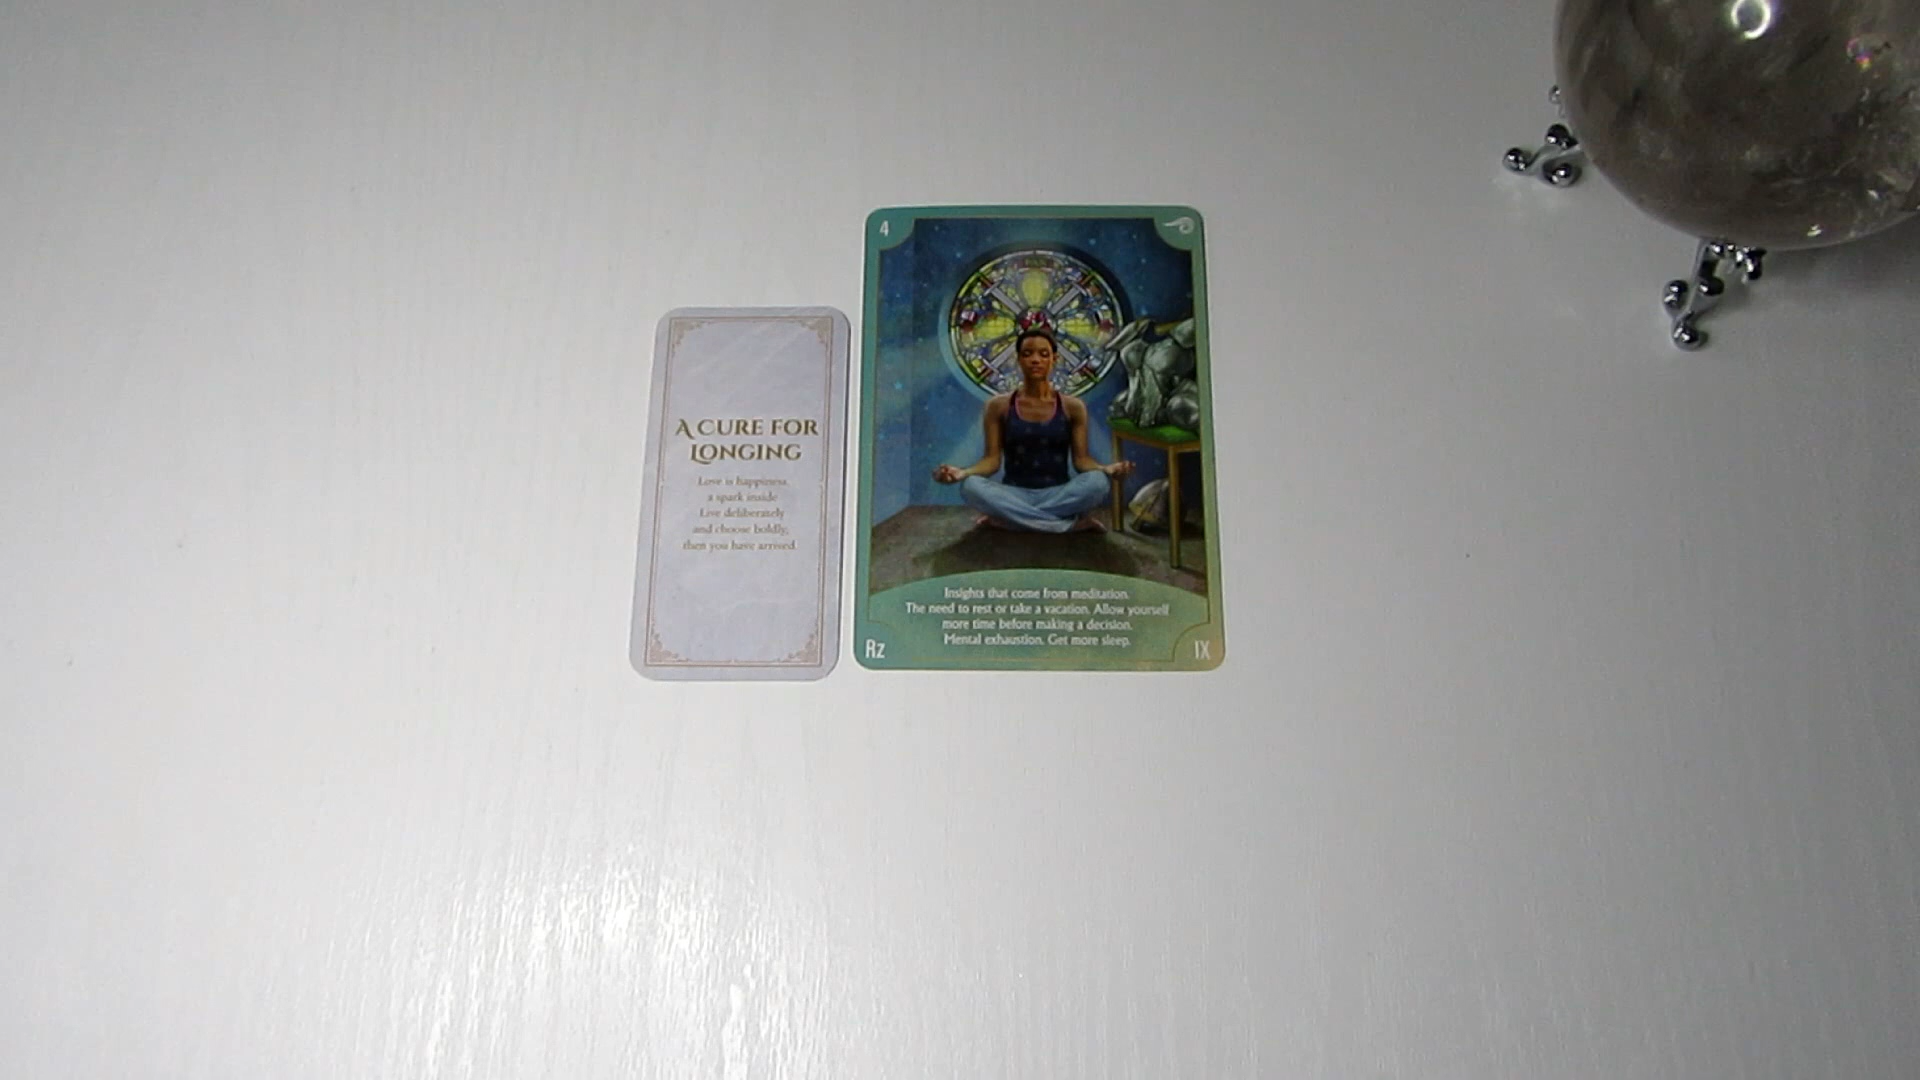 A CURE FOR
LONGING
Love is happiness,
a spark inside
Live deliberately
and choose boldly,
then you have arrived.
4
Insights that come from meditation.
The need to rest or take a vacation. Allow yourself
more time before making a decision.
Mental exhaustion. Get more sleep.
Rz
IX